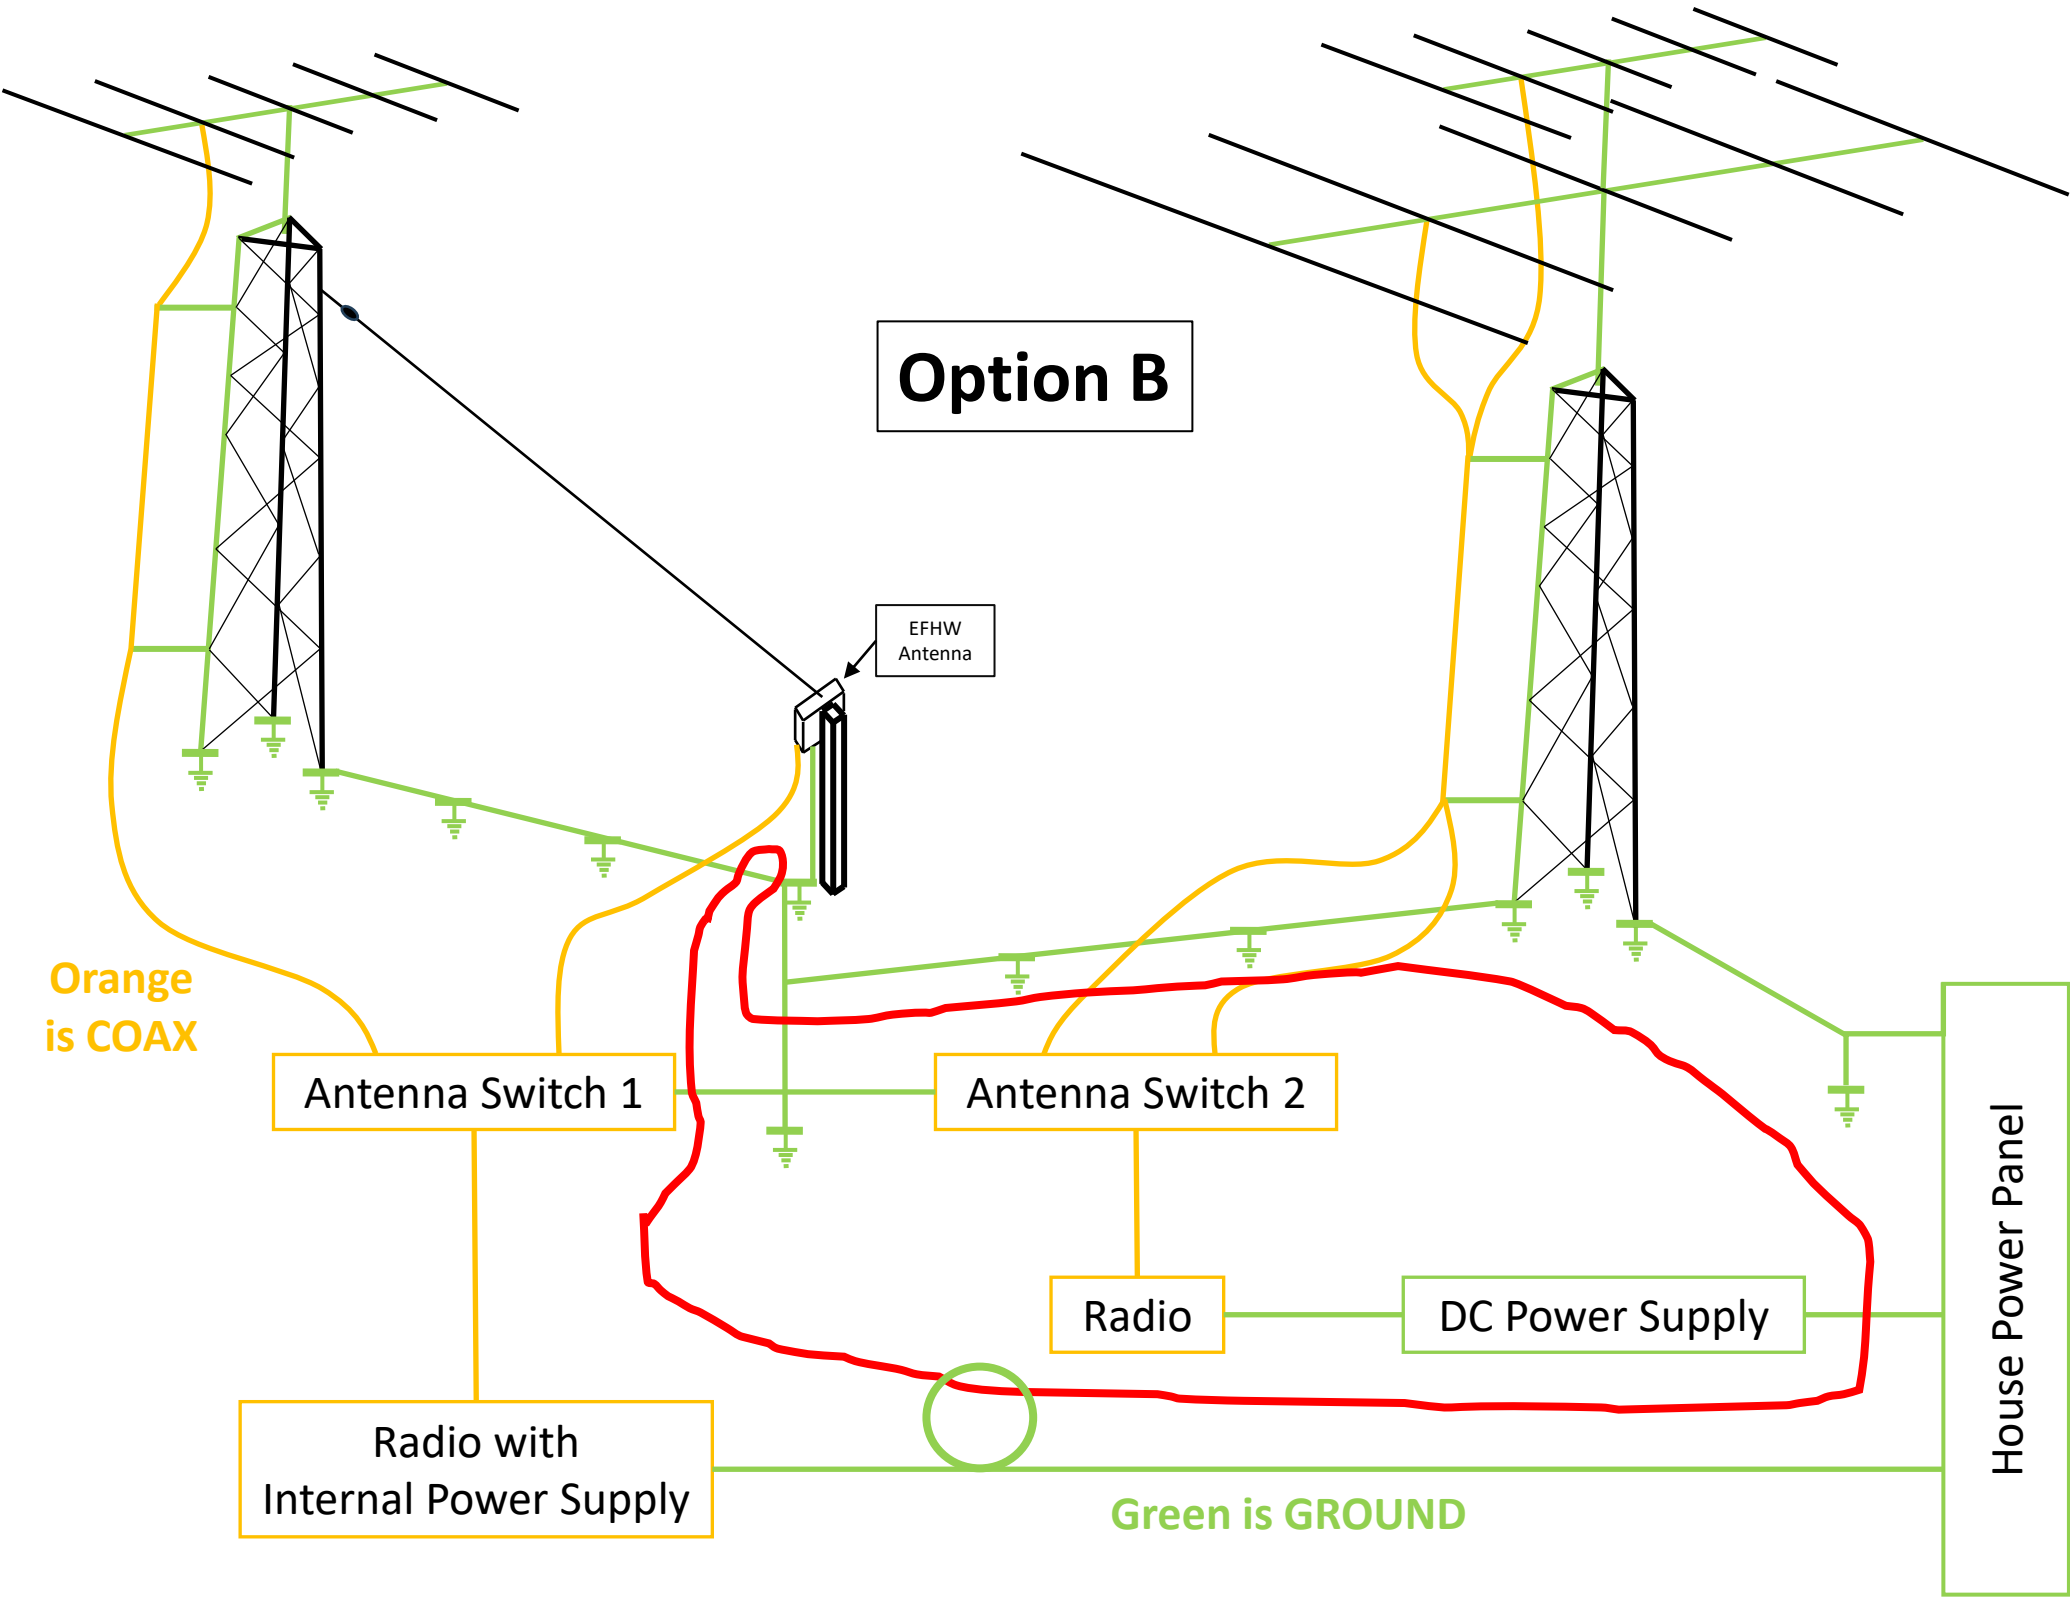 Option B
EFHW
Antenna
Orange
is COAX
Antenna Switch 1
Antenna Switch 2
Radio
DC Power Supply
House Power Panel
Radio with
Internal Power Supply
Green is GROUND